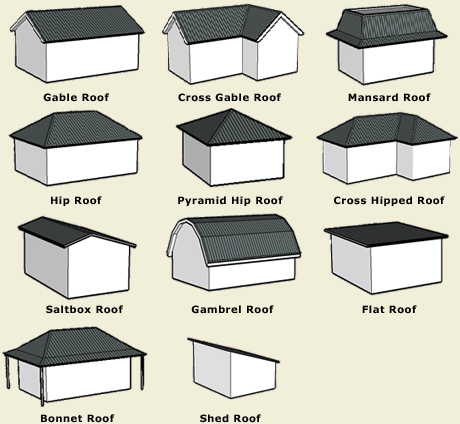 Gable Roof
Cross Gable Roof
Mansard Roof
Hip Roof
Pyramid Hip Roof
Cross Hipped Roof
Saltbox Roof
Gambrel Roof
Flat Roof
Bonnet Roof
Shed Roof